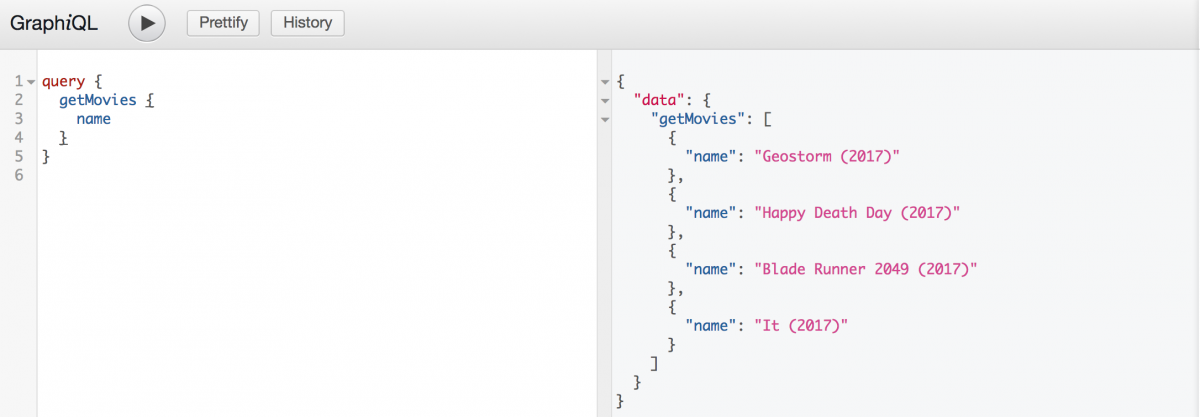 GraphiQL Prettify History
1 query {
2   getMovies {
3     name
4   }
5 }
6
{
  "data": {
    "getMovies": [
      {
        "name": "Geostorm (2017)"
      },
      {
        "name": "Happy Death Day (2017)"
      },
      {
        "name": "Blade Runner 2049 (2017)"
      },
      {
        "name": "It (2017)"
      }
    ]
  }
}